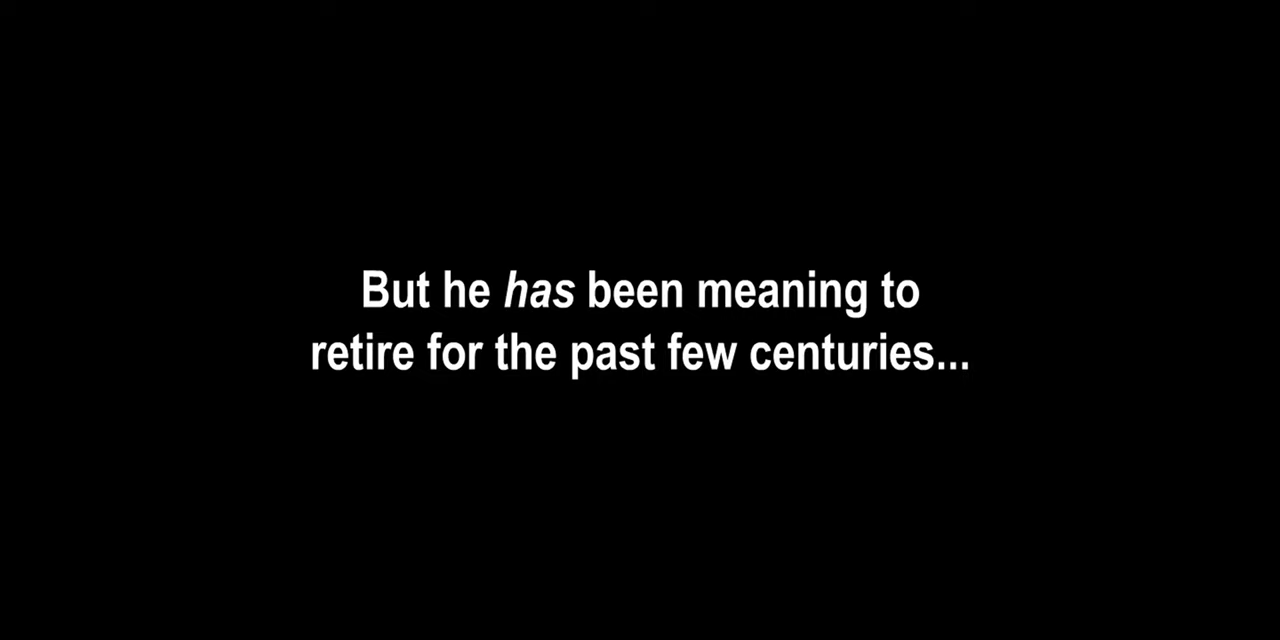 But he has been meaning to
retire for the past few centuries...